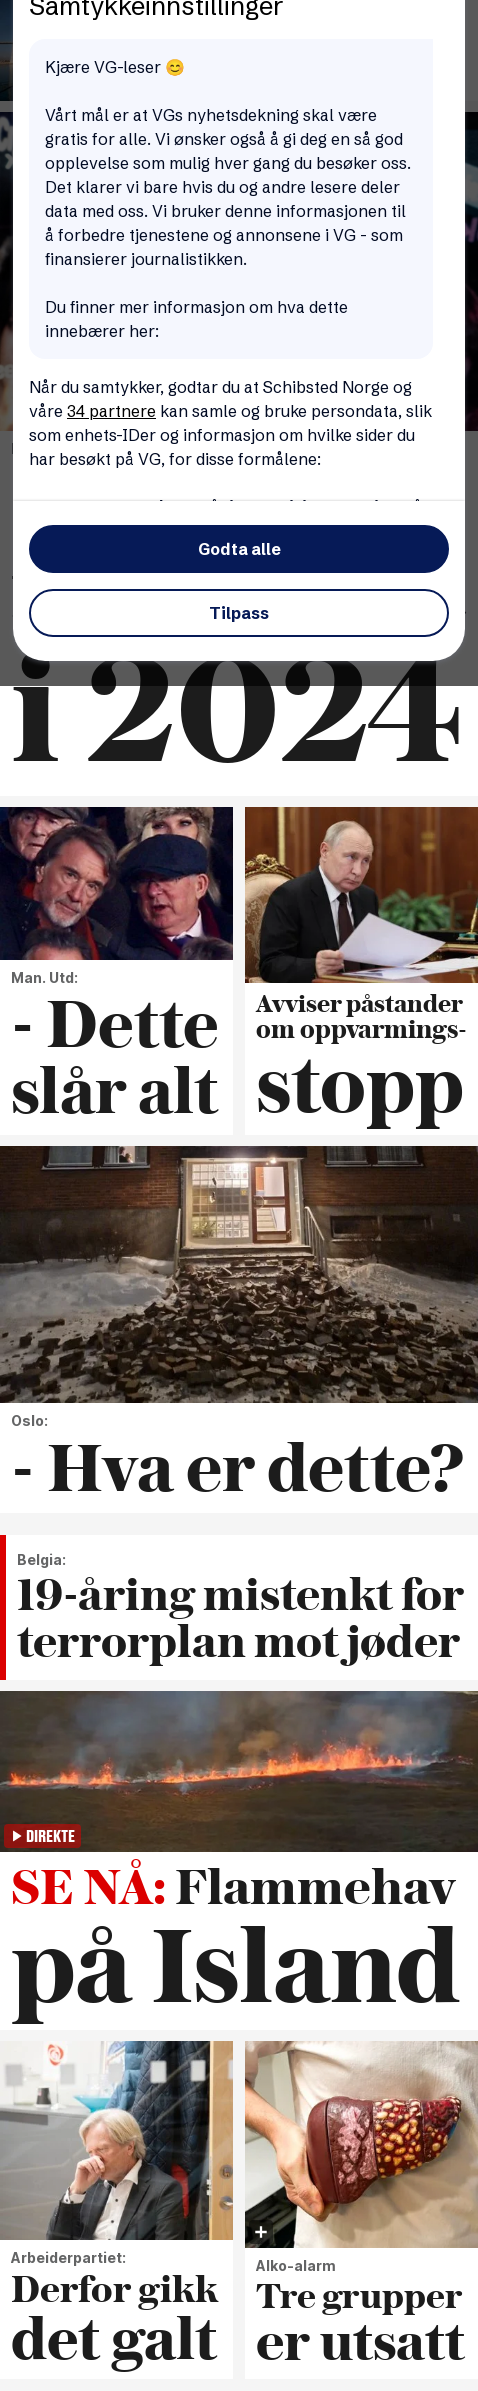 Samtykkeinnstillinger
Kjære VG-leser 😊
Vårt mål er at VGs nyhetsdekning skal være
gratis for alle. Vi ønsker også å gi deg en så god
opplevelse som mulig hver gang du besøker oss.
Det klarer vi bare hvis du og andre lesere deler
data med oss. Vi bruker denne informasjonen til
å forbedre tjenestene og annonsene i VG - som
finansierer journalistikken.
Du finner mer informasjon om hva dette
innebærer her:
Når du samtykker, godtar du at Schibsted Norge og
våre 34 partnere kan samle og bruke persondata, slik
som enhets-IDer og informasjon om hvilke sider du
har besøkt på VG, for disse formålene:
Godta alle
Tilpass
i 2024
Man. Utd:
- Dette
slår alt
Avviser påstander
om oppvarmings-
stopp
Oslo:
- Hva er dette?
Belgia:
19-åring mistenkt for
terrorplan mot jøder
DIREKTE
SE NÅ: Flammehav
på Island
Arbeiderpartiet:
Derfor gikk
det galt
Alko-alarm
Tre grupper
er utsatt